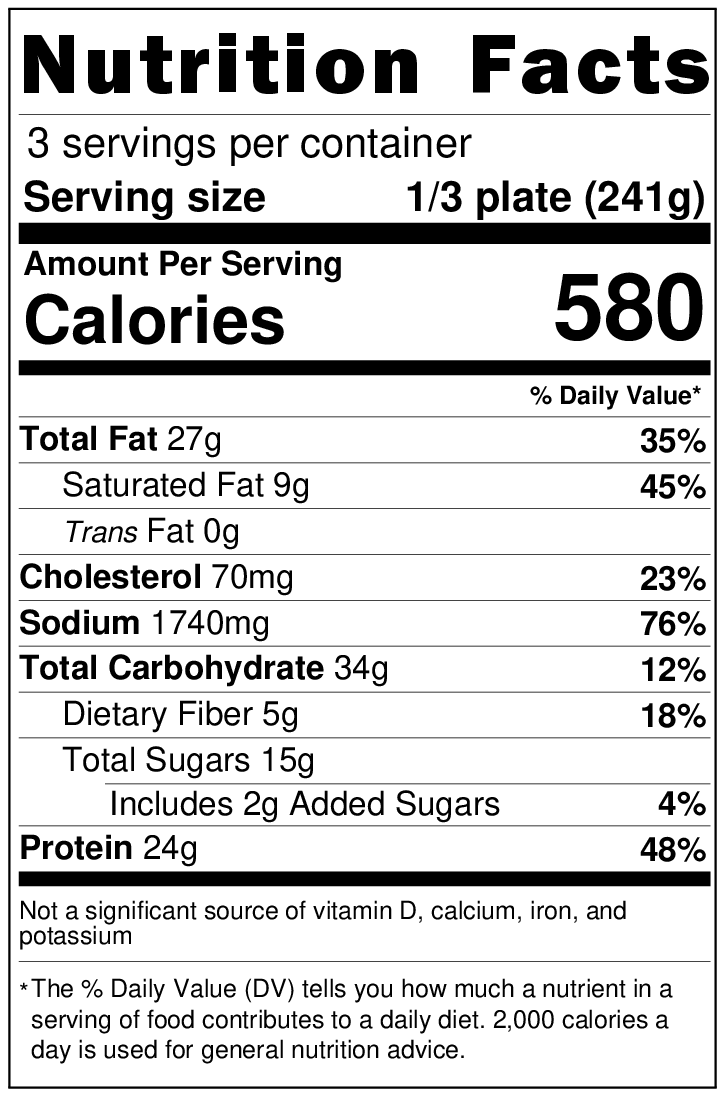 Nutrition Facts
3 servings per container
Serving size 1/3 plate (241g)
Amount Per Serving
Calories 580
% Daily Value*
Total Fat 27g 35%
Saturated Fat 9g 45%
Trans Fat 0g
Cholesterol 70mg 23%
Sodium 1740mg 76%
Total Carbohydrate 34g 12%
Dietary Fiber 5g 18%
Total Sugars 15g
Includes 2g Added Sugars 4%
Protein 24g 48%
Not a significant source of vitamin D, calcium, iron, and
potassium
*The % Daily Value (DV) tells you how much a nutrient in a
serving of food contributes to a daily diet. 2,000 calories a
day is used for general nutrition advice.